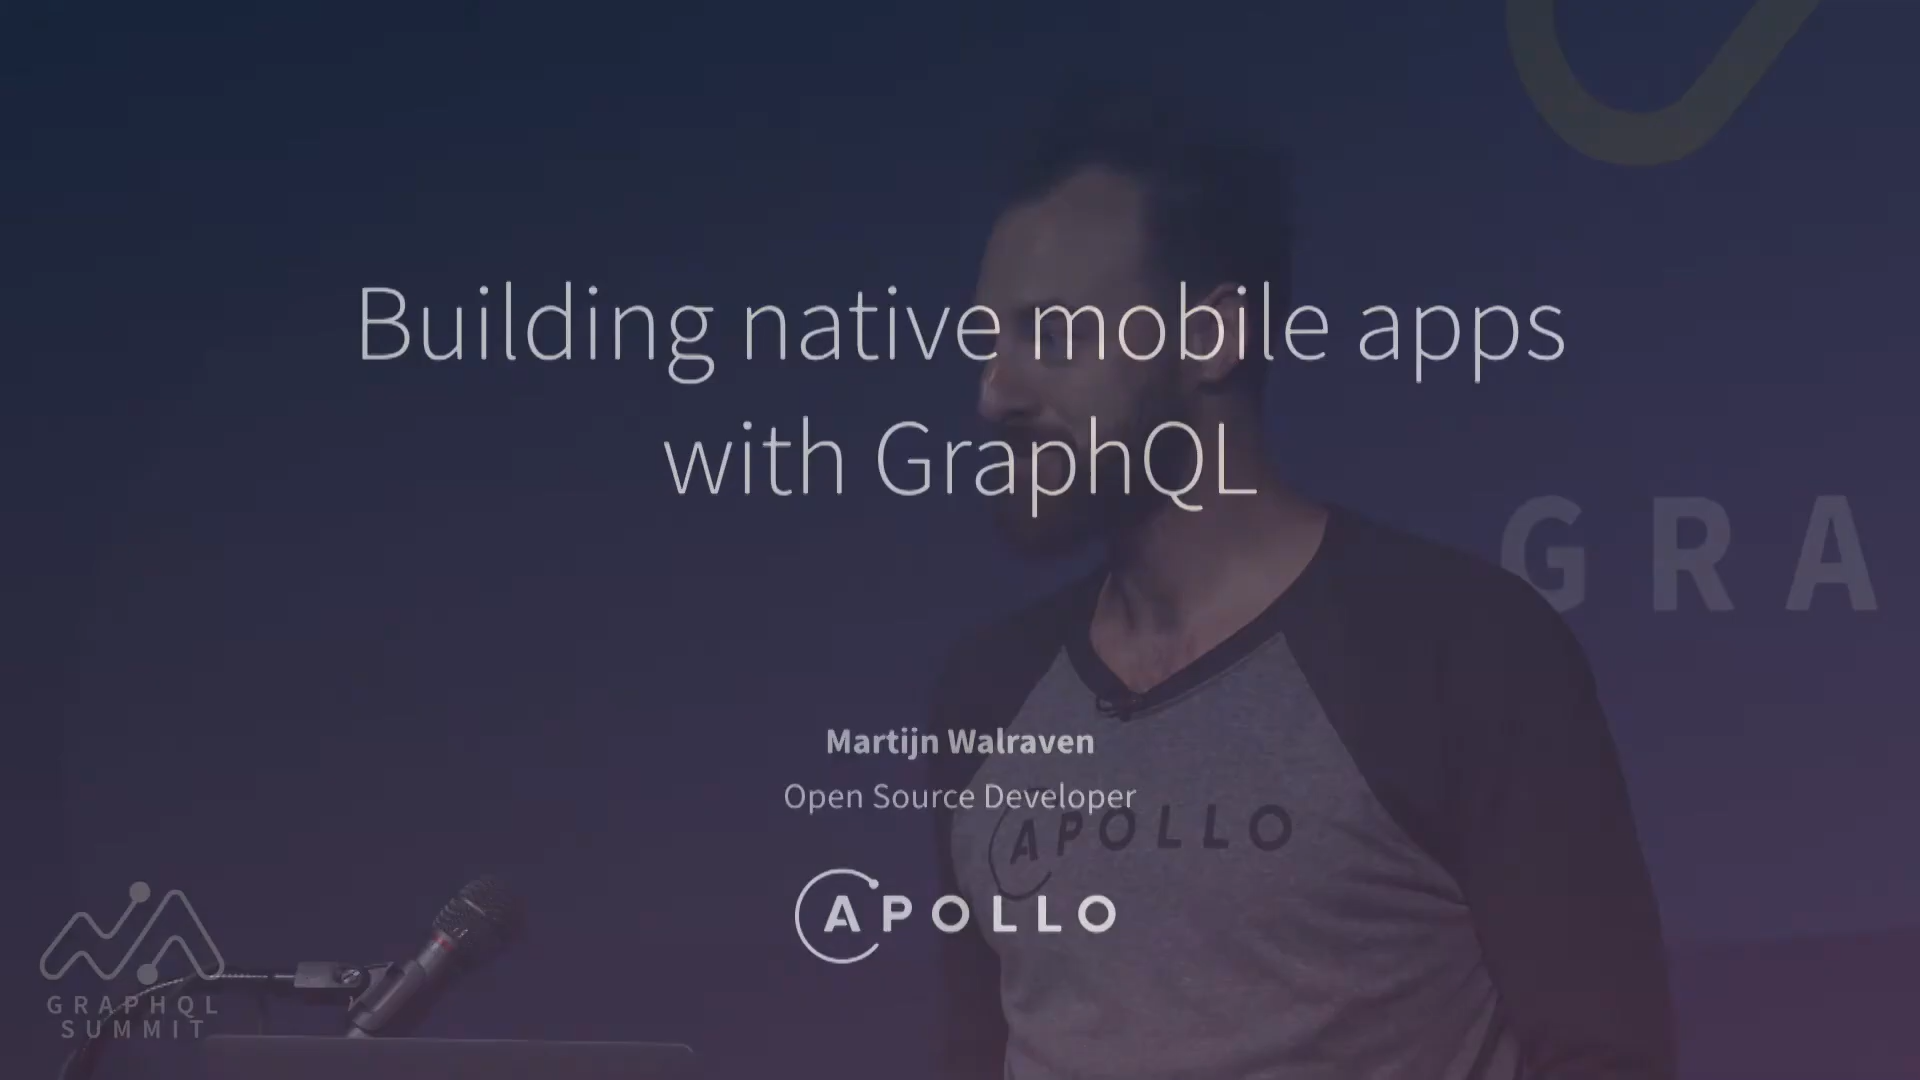 Building native mobile apps
with GraphQL
GRA
Martijn Walraven
Open Source Developer
APOLLO
APOLLO
GRAPHQL
SUMMIT